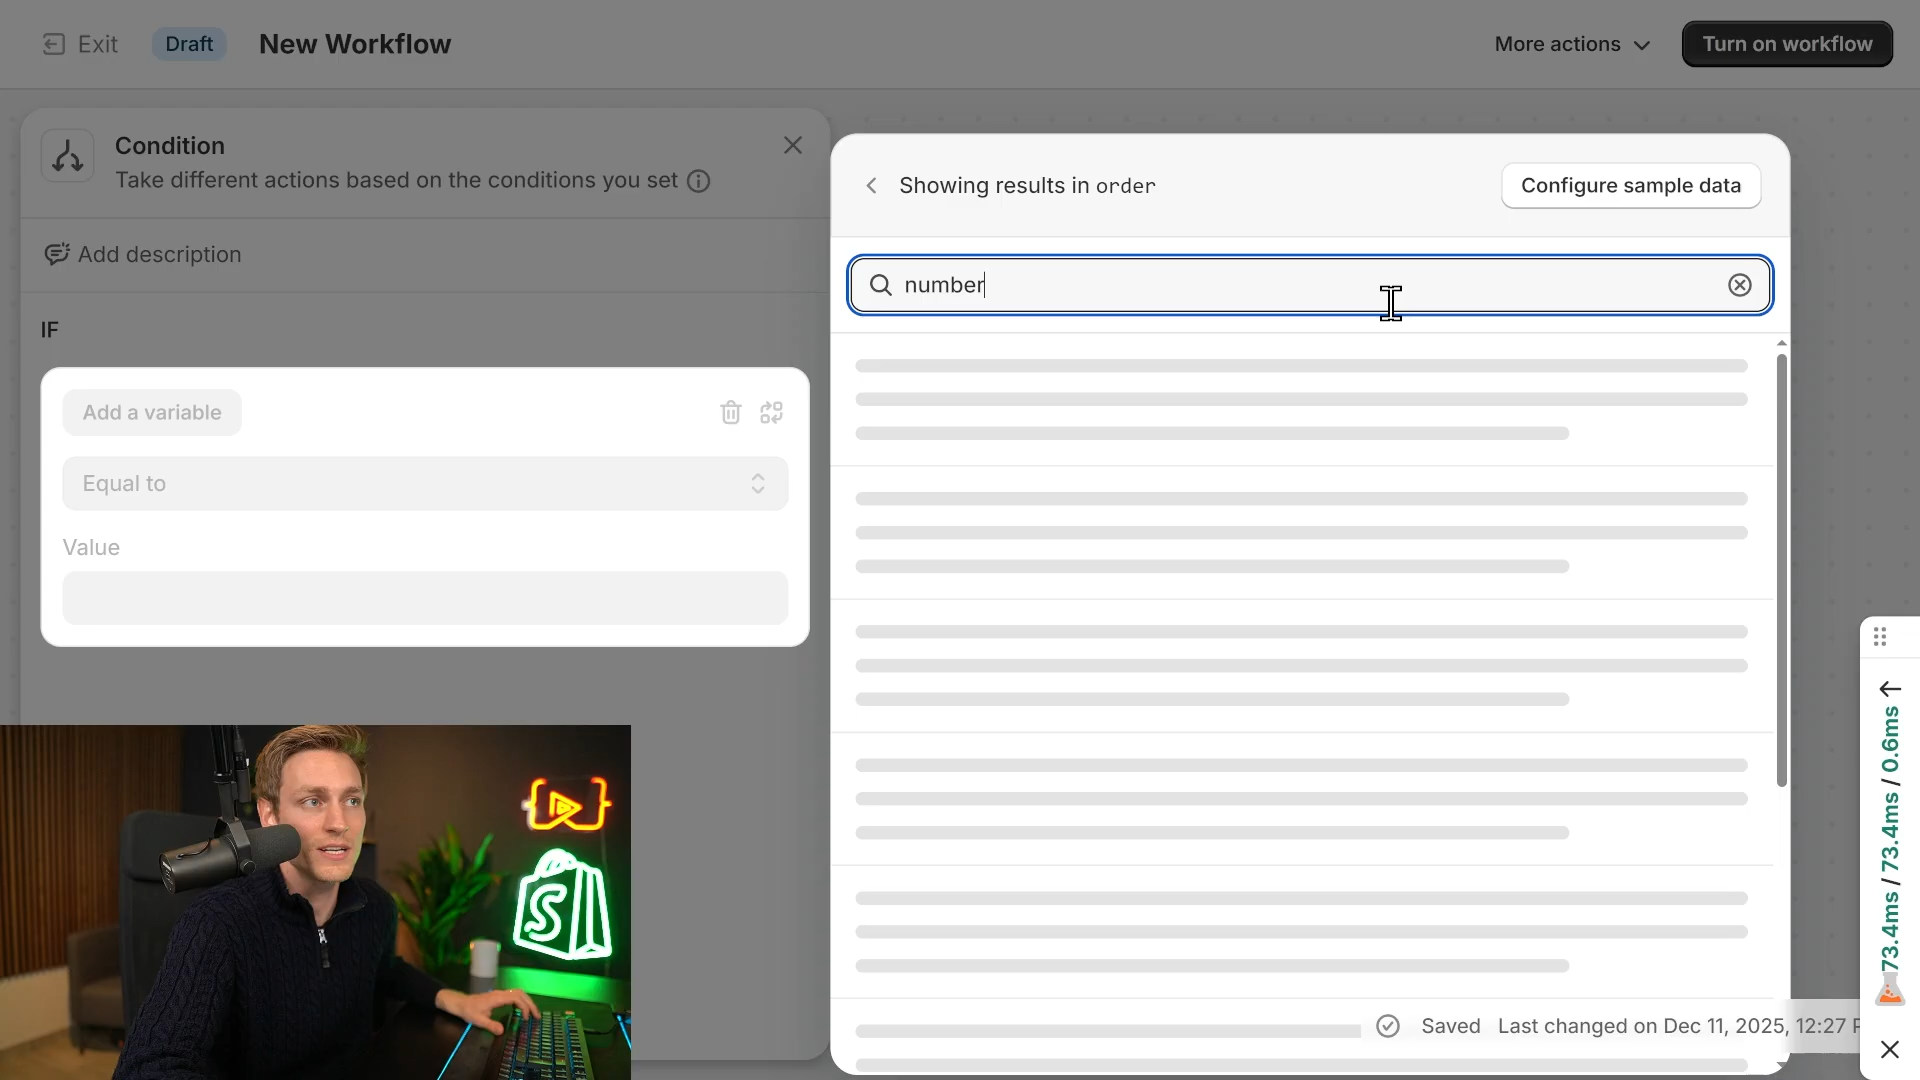 Exit
Draft
New Workflow
More actions
Turn on workflow
Condition
Take different actions based on the conditions you set
Add description
IF
Add a variable
Equal to
Value
Showing results in order
Configure sample data
number
Saved Last changed on Dec 11, 2025, 12:27
73.4ms / 73.4ms / 0.6ms
S